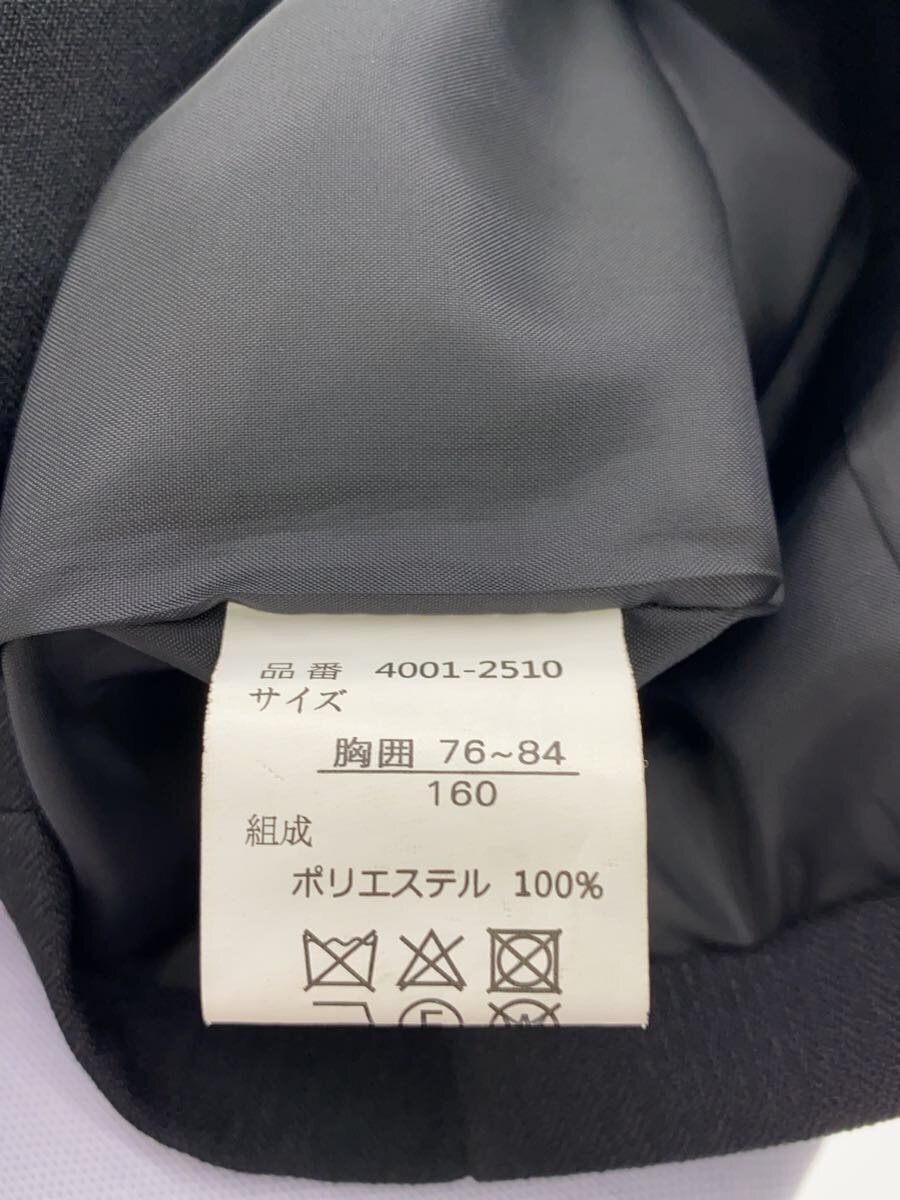 品番 4001-2510
サイズ
胸囲 76~84
160
組成
ポリエステル 100%